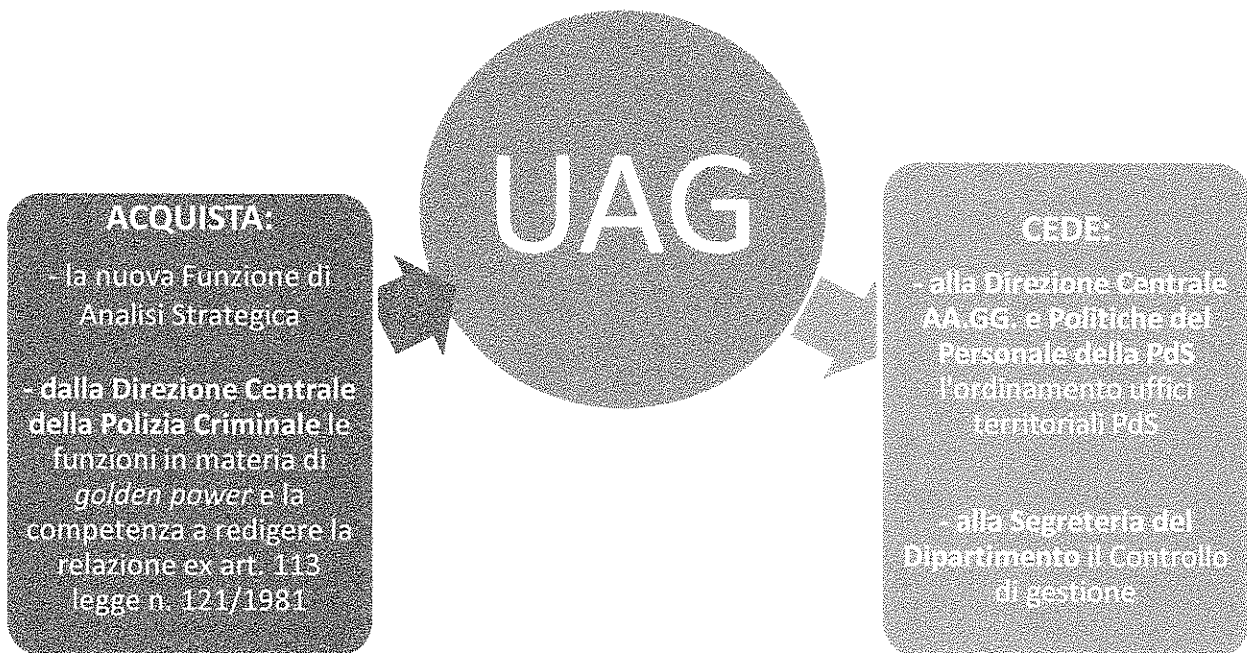 UAG
ACQUISTA:
- la nuova Funzione di
Analisi Strategica
- dalla Direzione Centrale
della Polizia Criminale le
funzioni in materia di
golden power e la
competenza a redigere la
relazione ex art. 113
legge n. 121/1981
CEDE:
- alla Direzione Centrale
AA.GG. e Politiche del
Personale della PdS
l'ordinamento uffici
territoriali PdS
- alla Segreteria del
Dipartimento il Controllo
di gestione